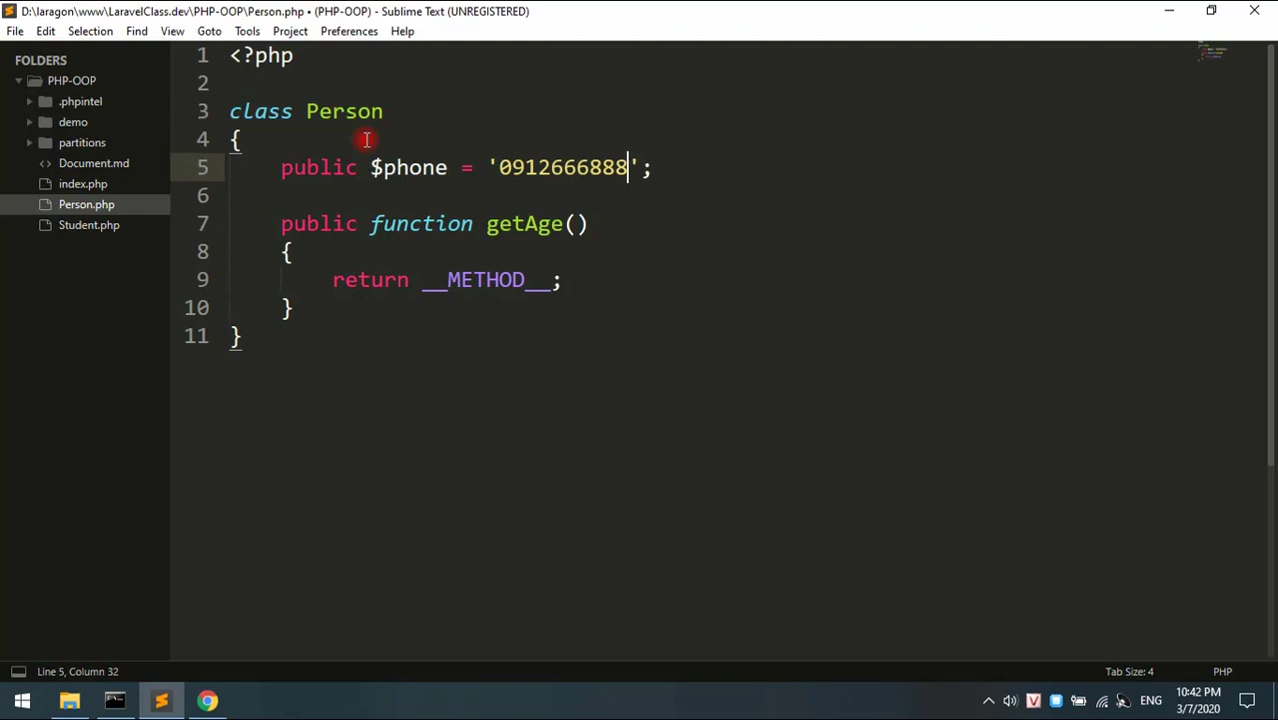 D:\laragon\www\LaravelClass.dev\PHP-OOP\Person.php • (PHP-OOP) - Sublime Text (UNREGISTERED)
File Edit Selection Find View Goto Tools Project Preferences Help
FOLDERS
PHP-OOP
.phpintel
demo
partitions
<> Document.md
index.php
Person.php
Student.php
1 <?php
2
3 class Person
4 {
5 public $phone = '0912666888';
6
7 public function getAge()
8 {
9 return __METHOD__;
10 }
11 }
Line 5, Column 32
Tab Size: 4
PHP
V
ENG
10:42 PM
3/7/2020